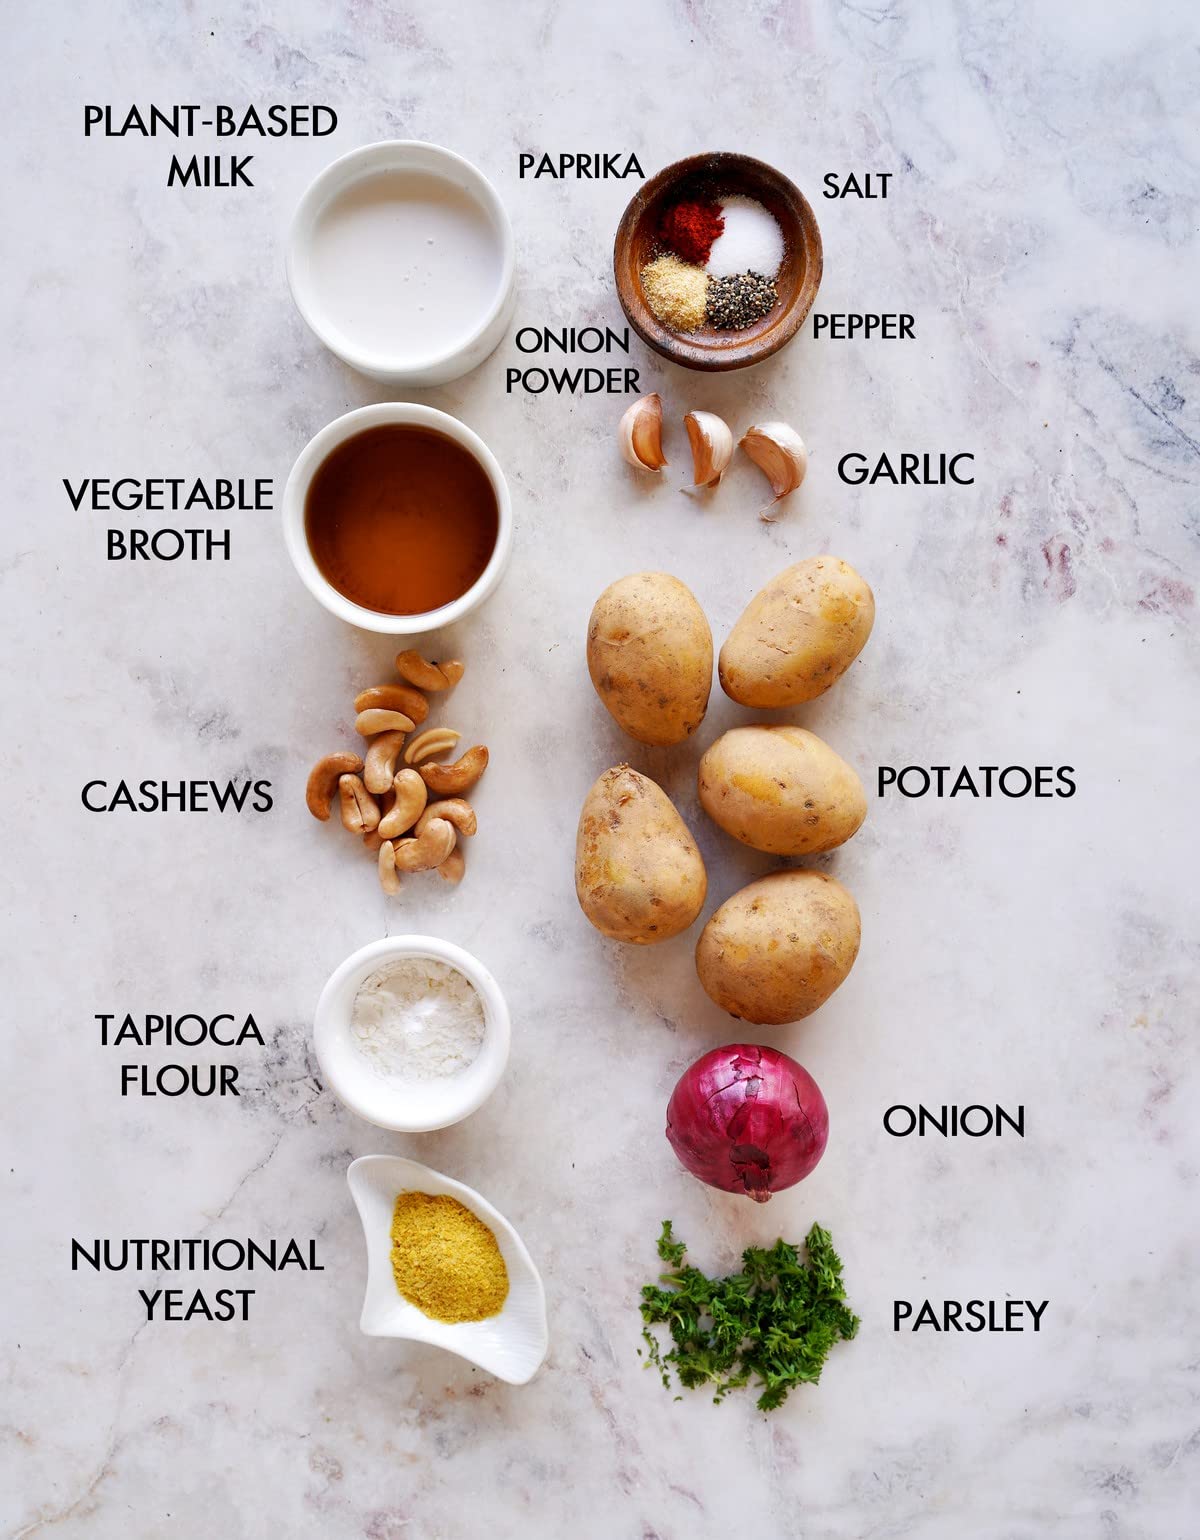 PLANT-BASED
MILK
PAPRIKA
SALT
ONION
POWDER
PEPPER
GARLIC
VEGETABLE
BROTH
CASHEWS
POTATOES
TAPIOCA
FLOUR
ONION
NUTRITIONAL
YEAST
PARSLEY